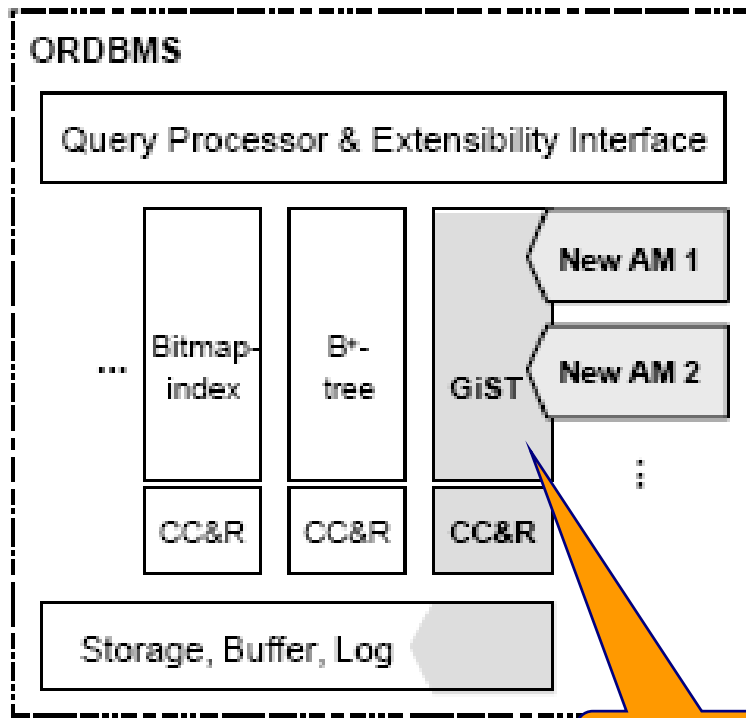 ORDBMS
Query Processor & Extensibility Interface
New AM 1
...
Bitmap-
index
B+-
tree
GiST
New AM 2
⋮
CC&R
CC&R
CC&R
Storage, Buffer, Log